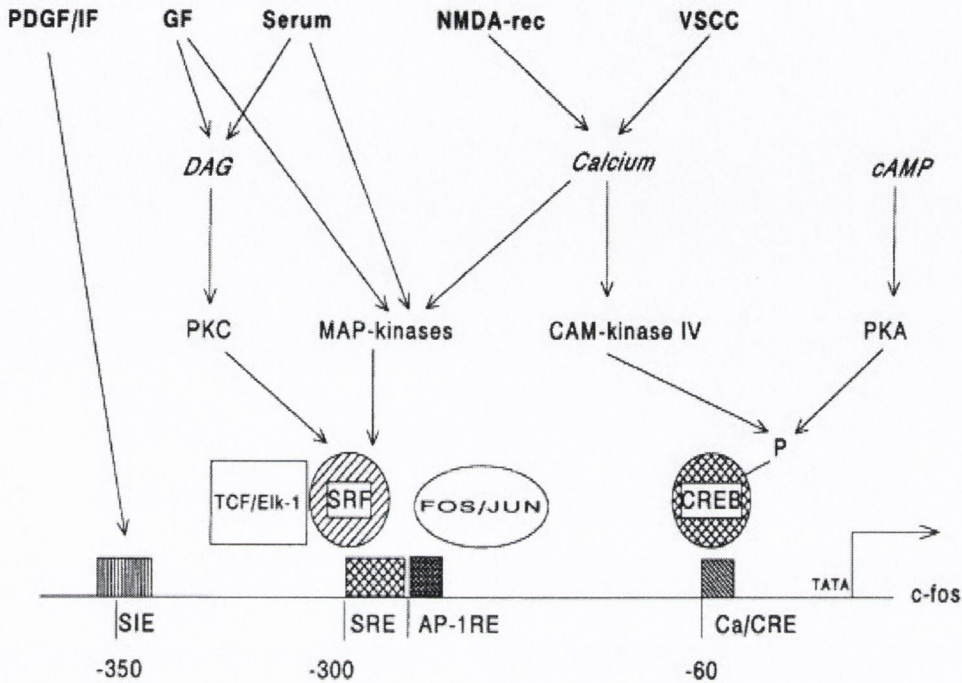 PDGF/IF GF Serum NMDA-rec VSCC
DAG Calcium cAMP
PKC MAP-kinases CAM-kinase IV PKA
P
TCF/Elk-1 SRF FOS/JUN CREB
TATA
c-fos
SIE SRE AP-1RE Ca/CRE
-350 -300 -60